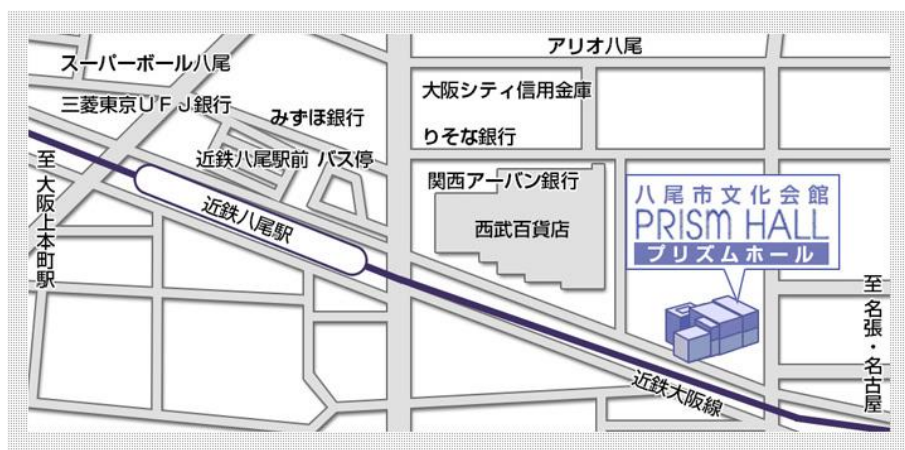 アリオ八尾
スーパーボール八尾
大阪シティ信用金庫
三菱東京ＵＦＪ銀行
みずほ銀行
りそな銀行
近鉄八尾駅前 バス停
関西アーバン銀行
八尾市文化会館
PRISM HALL
プリズムホール
至 大阪上本町駅
近鉄八尾駅
西武百貨店
至 名張・名古屋
近鉄大阪線